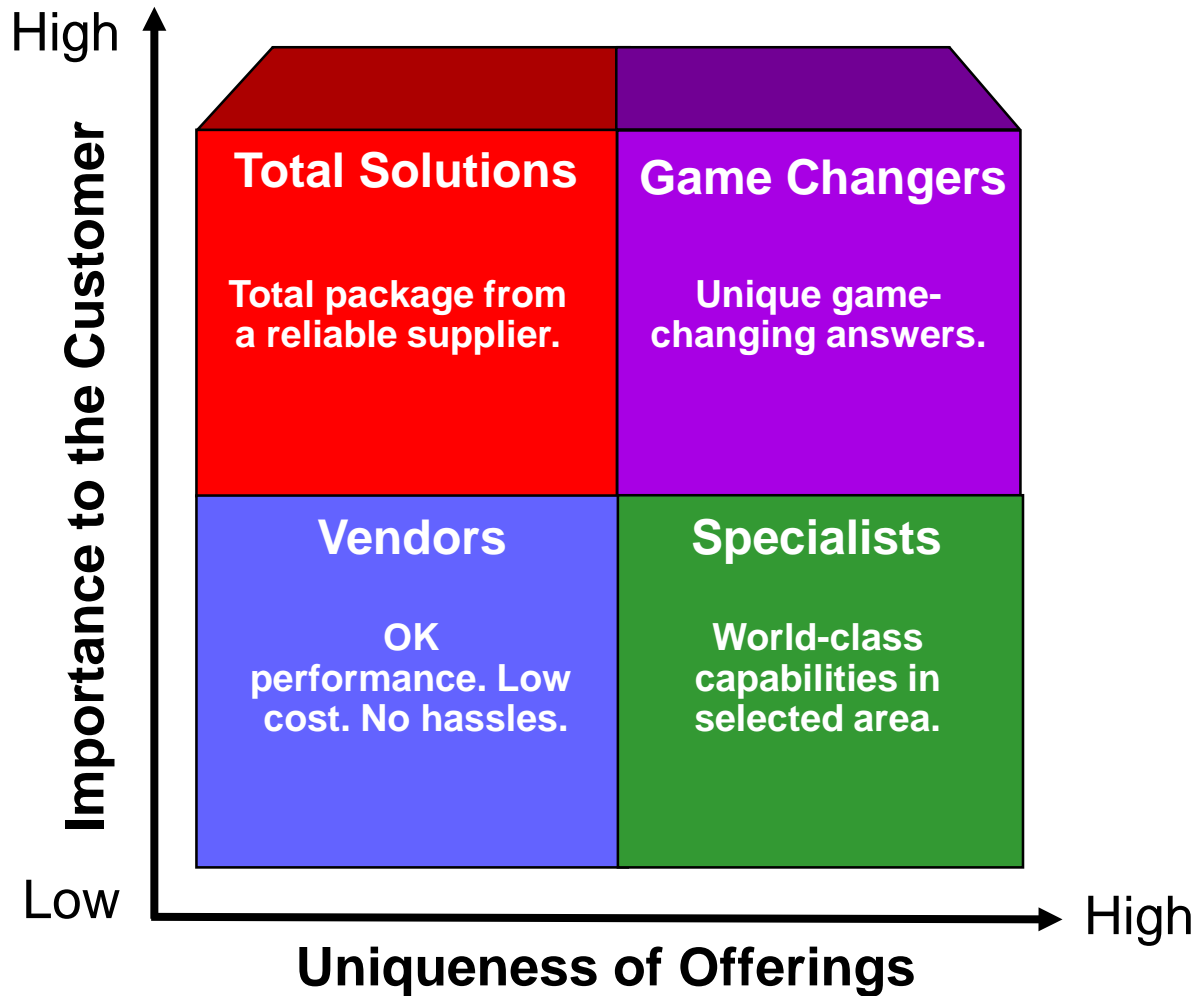 High
Importance to the Customer
Total Solutions
Total package from
a reliable supplier.
Game Changers
Unique game-
changing answers.
Vendors
OK
performance. Low
cost. No hassles.
Specialists
World-class
capabilities in
selected area.
Low
High
Uniqueness of Offerings